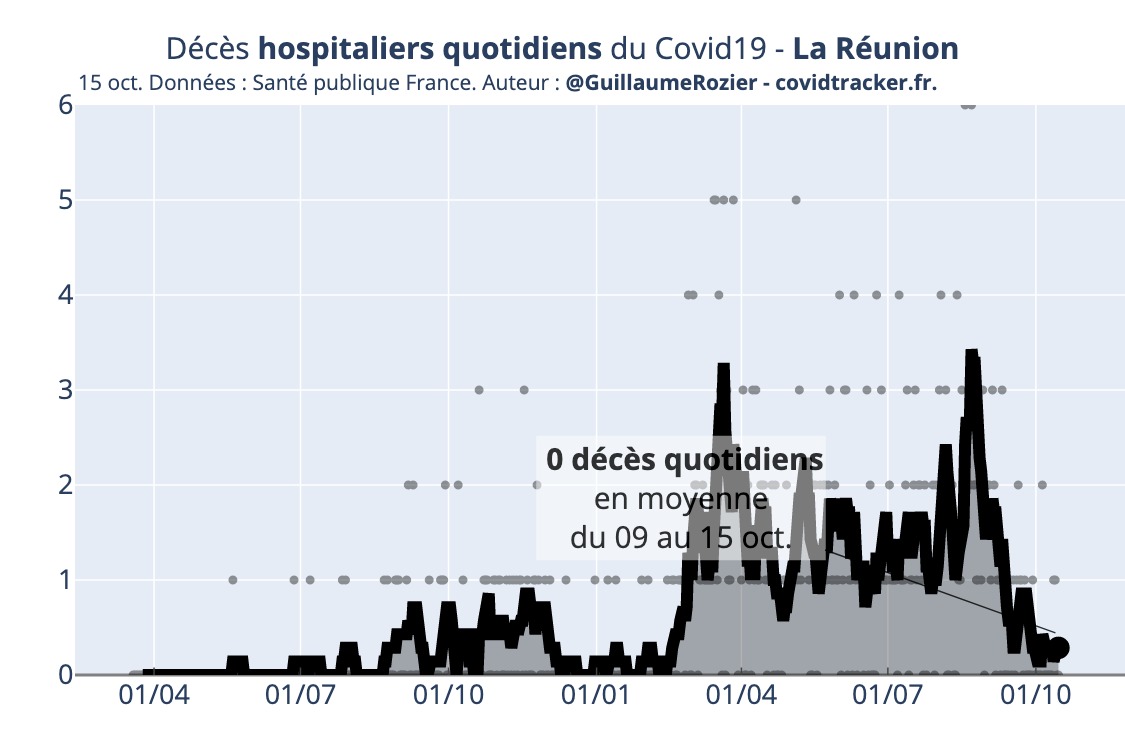 Décès hospitaliers quotidiens du Covid19 - La Réunion
15 oct. Données : Santé publique France. Auteur : @GuillaumeRozier - covidtracker.fr.
6
5
4
3
2
1
0
0 décès quotidiens
en moyenne
du 09 au 15 oct.
01/04 01/07 01/10 01/01 01/04 01/07 01/10